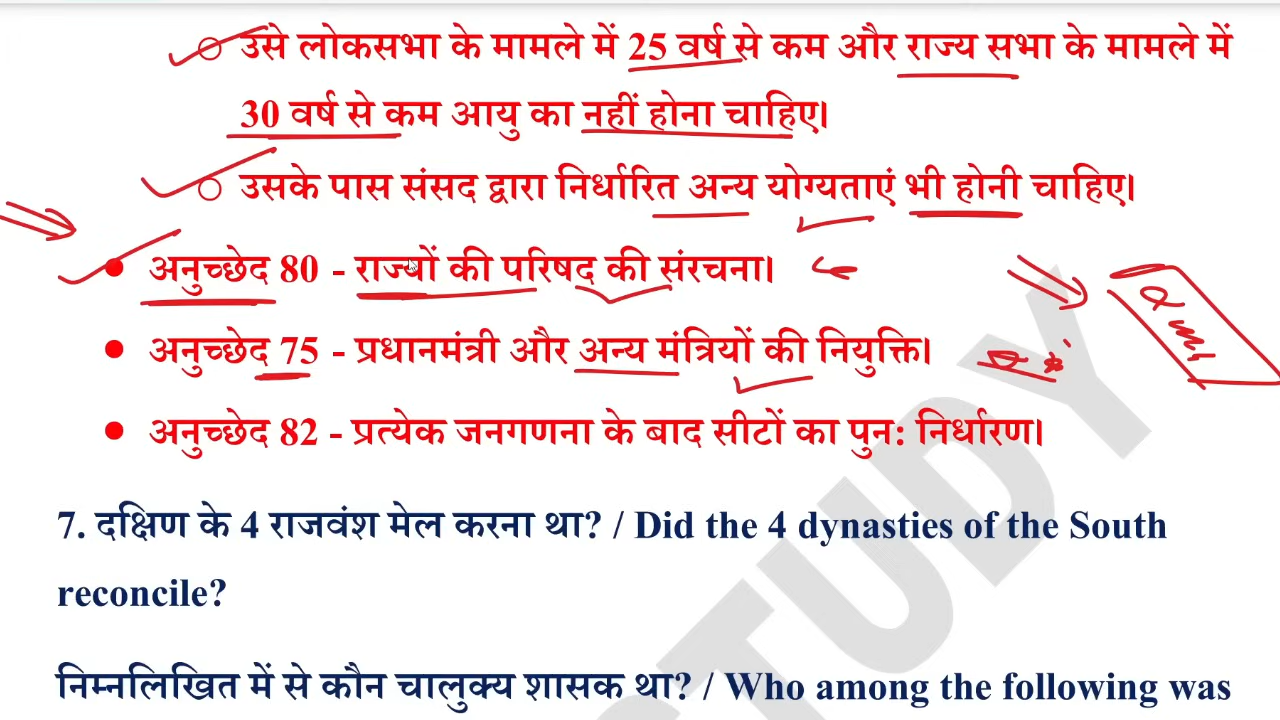 ○ उसे लोकसभा के मामले में 25 वर्ष से कम और राज्य सभा के मामले में
30 वर्ष से कम आयु का नहीं होना चाहिए।
○ उसके पास संसद द्वारा निर्धारित अन्य योग्यताएं भी होनी चाहिए।
• अनुच्छेद 80 - राज्यों की परिषद की संरचना।
• अनुच्छेद 75 - प्रधानमंत्री और अन्य मंत्रियों की नियुक्ति।
• अनुच्छेद 82 - प्रत्येक जनगणना के बाद सीटों का पुन: निर्धारण।
7. दक्षिण के 4 राजवंश मेल करना था? / Did the 4 dynasties of the South
reconcile?
निम्नलिखित में से कौन चालुक्य शासक था? / Who among the following was
STUDY